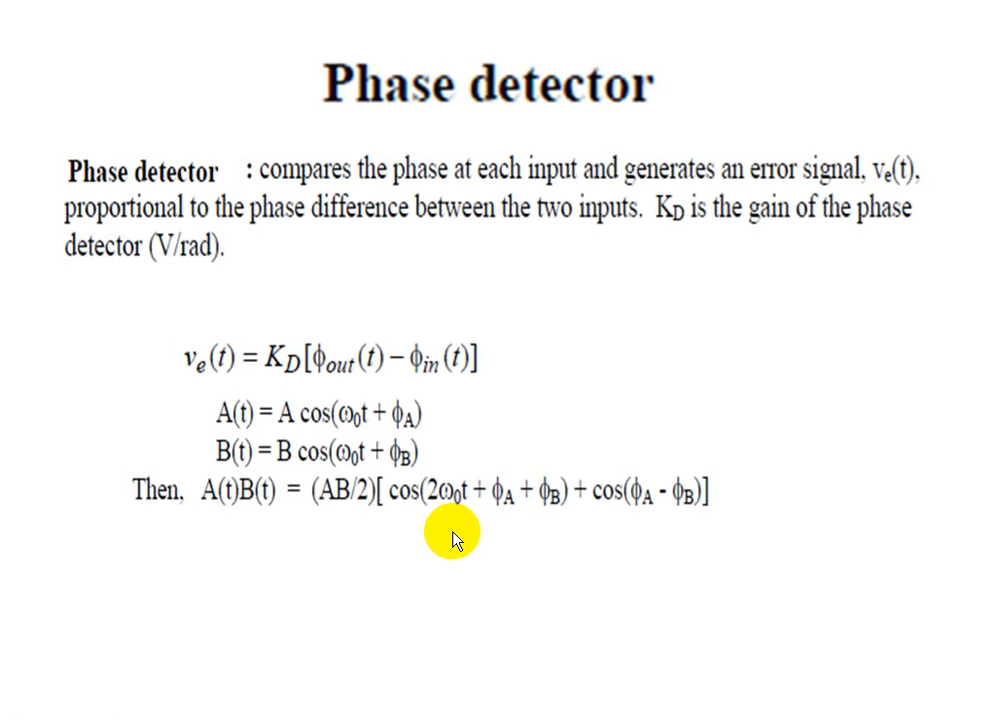 Phase detector
Phase detector : compares the phase at each input and generates an error signal, vₑ(t),
proportional to the phase difference between the two inputs. K_D is the gain of the phase
detector (V/rad).
vₑ(t) = K_D[ϕ_out(t) − ϕ_in(t)]
A(t) = A cos(ω₀t + ϕ_A)
B(t) = B cos(ω₀t + ϕ_B)
Then, A(t)B(t) = (AB/2)[ cos(2ω₀t + ϕ_A + ϕ_B) + cos(ϕ_A - ϕ_B)]